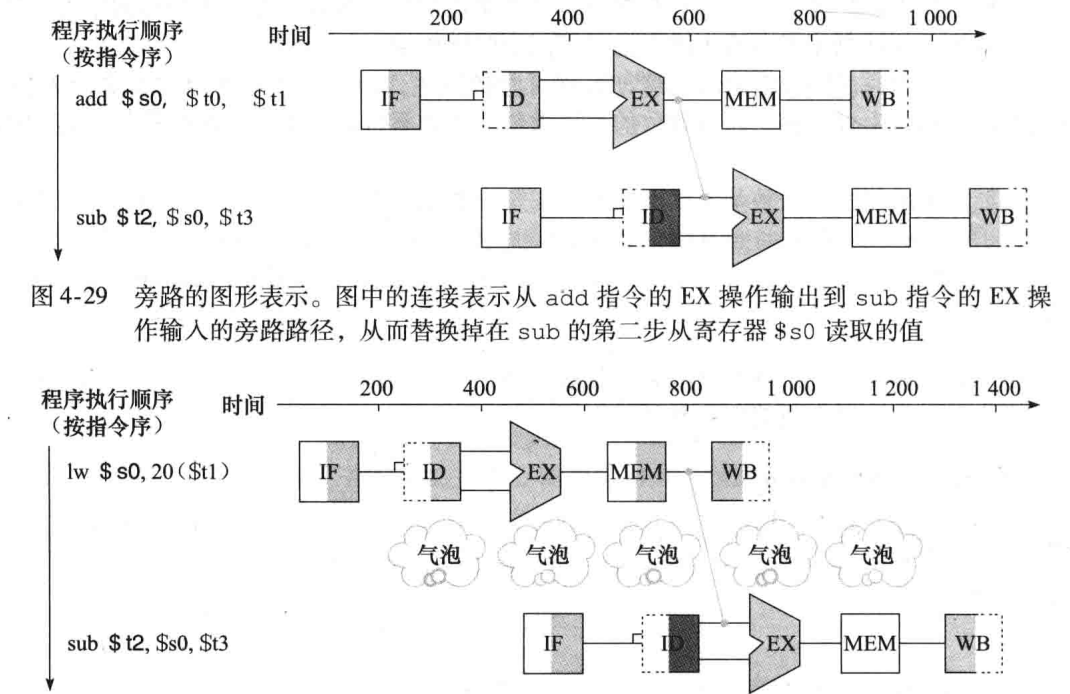 程序执行顺序
（按指令序）
时间
200 400 600 800 1 000
add $s0, $t0, $t1
IF ID EX MEM WB
sub $t2, $s0, $t3
IF ID EX MEM WB
图 4-29 旁路的图形表示。图中的连接表示从 add 指令的 EX 操作输出到 sub 指令的 EX 操
作输入的旁路路径，从而替换掉在 sub 的第二步从寄存器 $s0 读取的值
程序执行顺序
（按指令序）
时间
200 400 600 800 1 000 1 200 1 400
lw $s0, 20($t1)
IF ID EX MEM WB
气泡 气泡 气泡 气泡 气泡
sub $t2, $s0, $t3
IF ID EX MEM WB